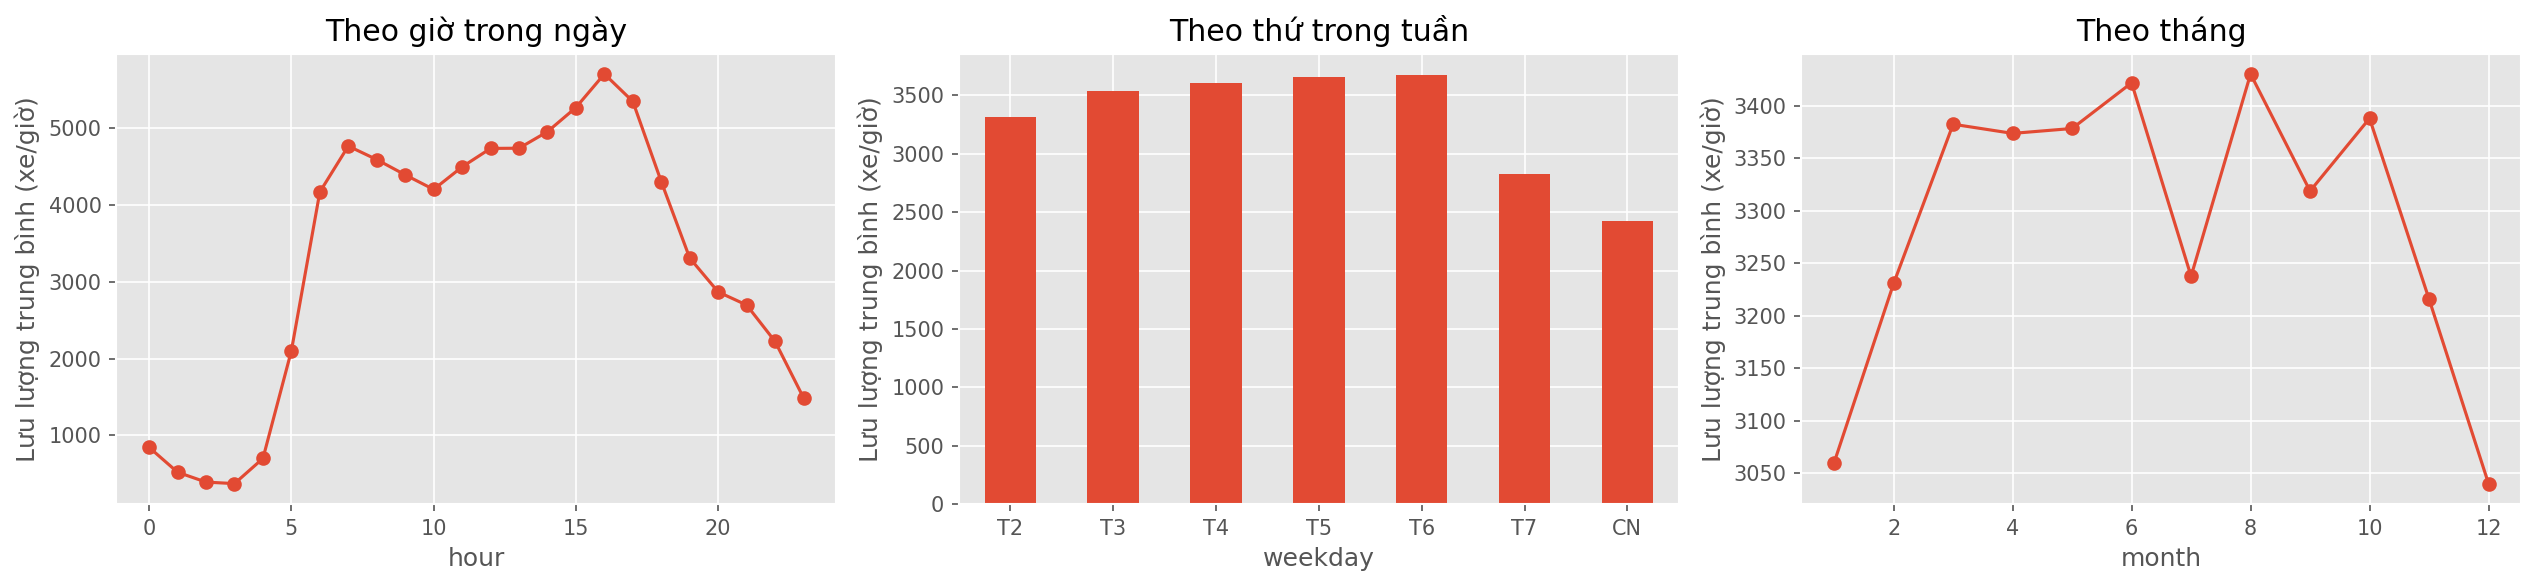 Theo giờ trong ngày
Lưu lượng trung bình (xe/giờ)
5000
4000
3000
2000
1000
0 5 10 15 20
hour
Theo thứ trong tuần
Lưu lượng trung bình (xe/giờ)
3500
3000
2500
2000
1500
1000
500
0
T2 T3 T4 T5 T6 T7 CN
weekday
Theo tháng
Lưu lượng trung bình (xe/giờ)
3400
3350
3300
3250
3200
3150
3100
3050
2 4 6 8 10 12
month